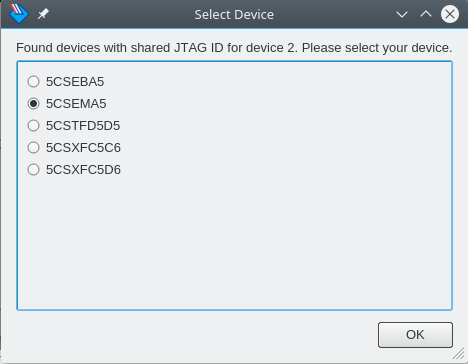 Select Device
Found devices with shared JTAG ID for device 2. Please select your device.
5CSEBA5
5CSEMA5
5CSTFD5D5
5CSXFC5C6
5CSXFC5D6
OK